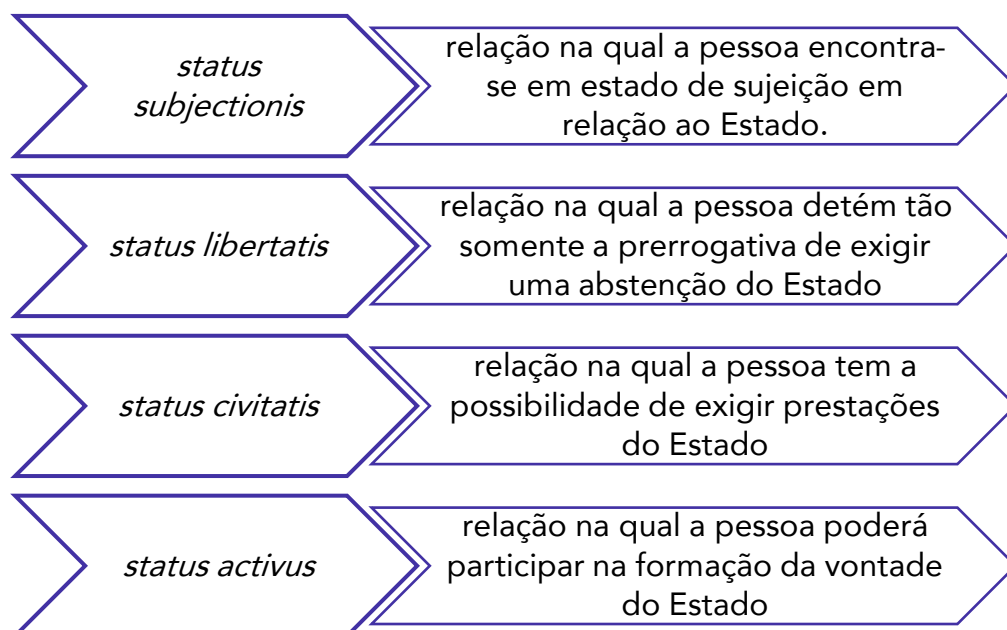 status
subjectionis
relação na qual a pessoa encontra-
se em estado de sujeição em
relação ao Estado.
status libertatis
relação na qual a pessoa detém tão
somente a prerrogativa de exigir
uma abstenção do Estado
status civitatis
relação na qual a pessoa tem a
possibilidade de exigir prestações
do Estado
status activus
relação na qual a pessoa poderá
participar na formação da vontade
do Estado